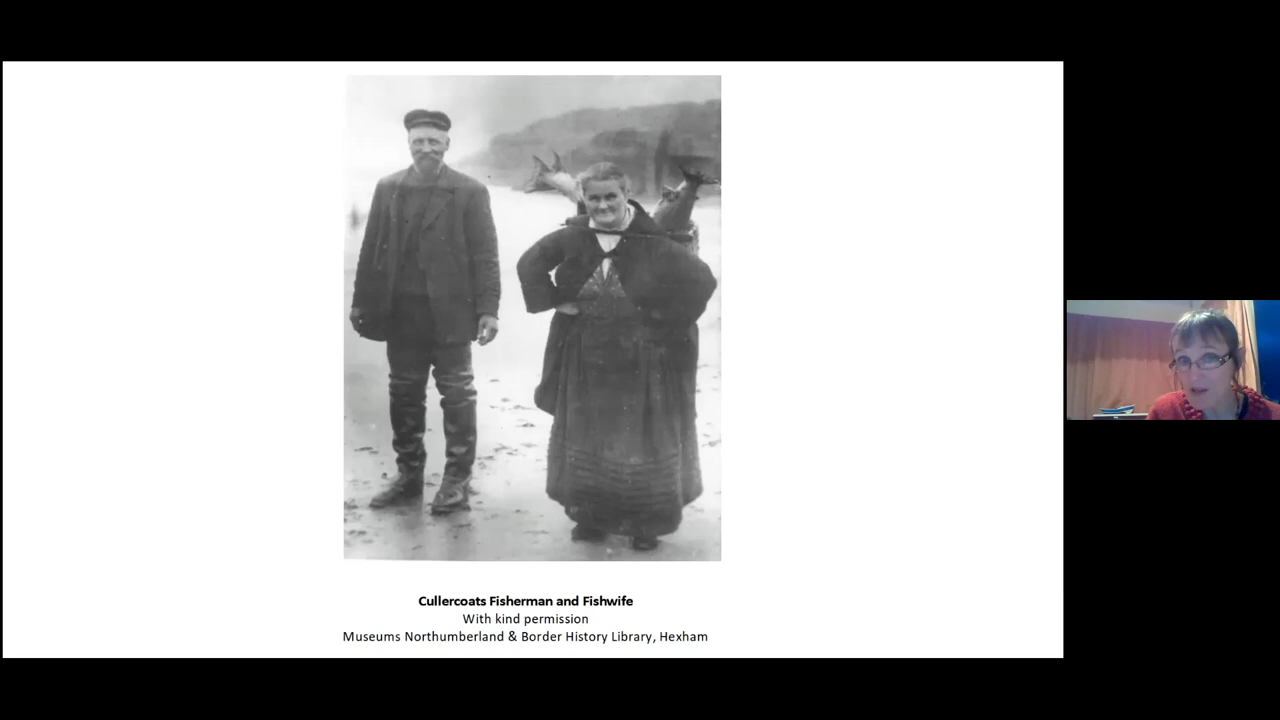 Cullercoats Fisherman and Fishwife
With kind permission
Museums Northumberland & Border History Library, Hexham